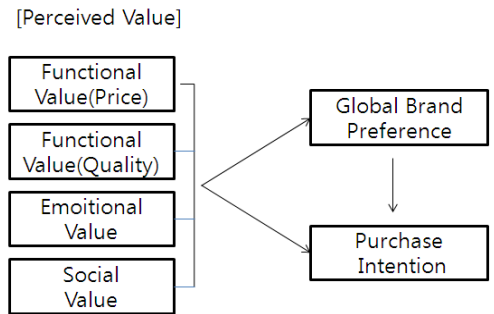 [Perceived Value]
Functional
Value(Price)
Functional
Value(Quality)
Emoitional
Value
Social
Value
Global Brand
Preference
Purchase
Intention